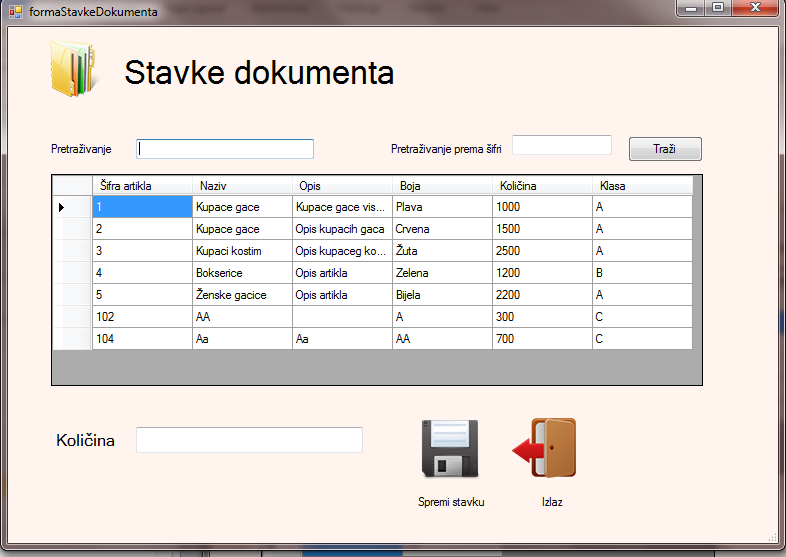 formaStavkeDokumenta
Stavke dokumenta
Pretraživanje Pretraživanje prema šifri Traži
Šifra artikla Naziv Opis Boja Količina Klasa
1 Kupace gace Kupace gace vis... Plava 1000 A
2 Kupace gace Opis kupacih gaca Crvena 1500 A
3 Kupaci kostim Opis kupaceg ko... Žuta 2500 A
4 Bokserice Opis artikla Zelena 1200 B
5 Ženske gacice Opis artikla Bijela 2200 A
102 AA A 300 C
104 Aa Aa AA 700 C
Količina
Spremi stavku Izlaz